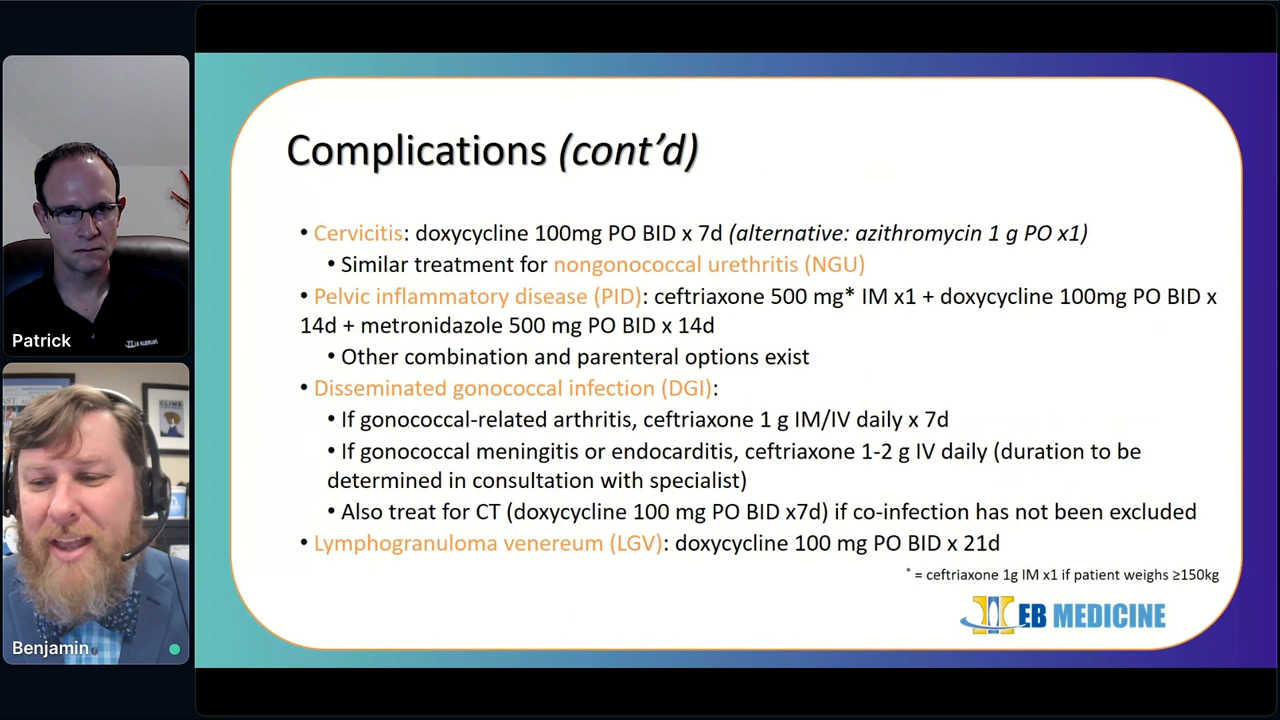 Complications (cont’d)
• Cervicitis: doxycycline 100mg PO BID x 7d (alternative: azithromycin 1 g PO x1)
• Similar treatment for nongonococcal urethritis (NGU)
• Pelvic inflammatory disease (PID): ceftriaxone 500 mg* IM x1 + doxycycline 100mg PO BID x
14d + metronidazole 500 mg PO BID x 14d
• Other combination and parenteral options exist
• Disseminated gonococcal infection (DGI):
• If gonococcal-related arthritis, ceftriaxone 1 g IM/IV daily x 7d
• If gonococcal meningitis or endocarditis, ceftriaxone 1-2 g IV daily (duration to be
determined in consultation with specialist)
• Also treat for CT (doxycycline 100 mg PO BID x7d) if co-infection has not been excluded
• Lymphogranuloma venereum (LGV): doxycycline 100 mg PO BID x 21d
* = ceftriaxone 1g IM x1 if patient weighs ≥150kg
EB MEDICINE
Patrick
CLIMB
Benjamin